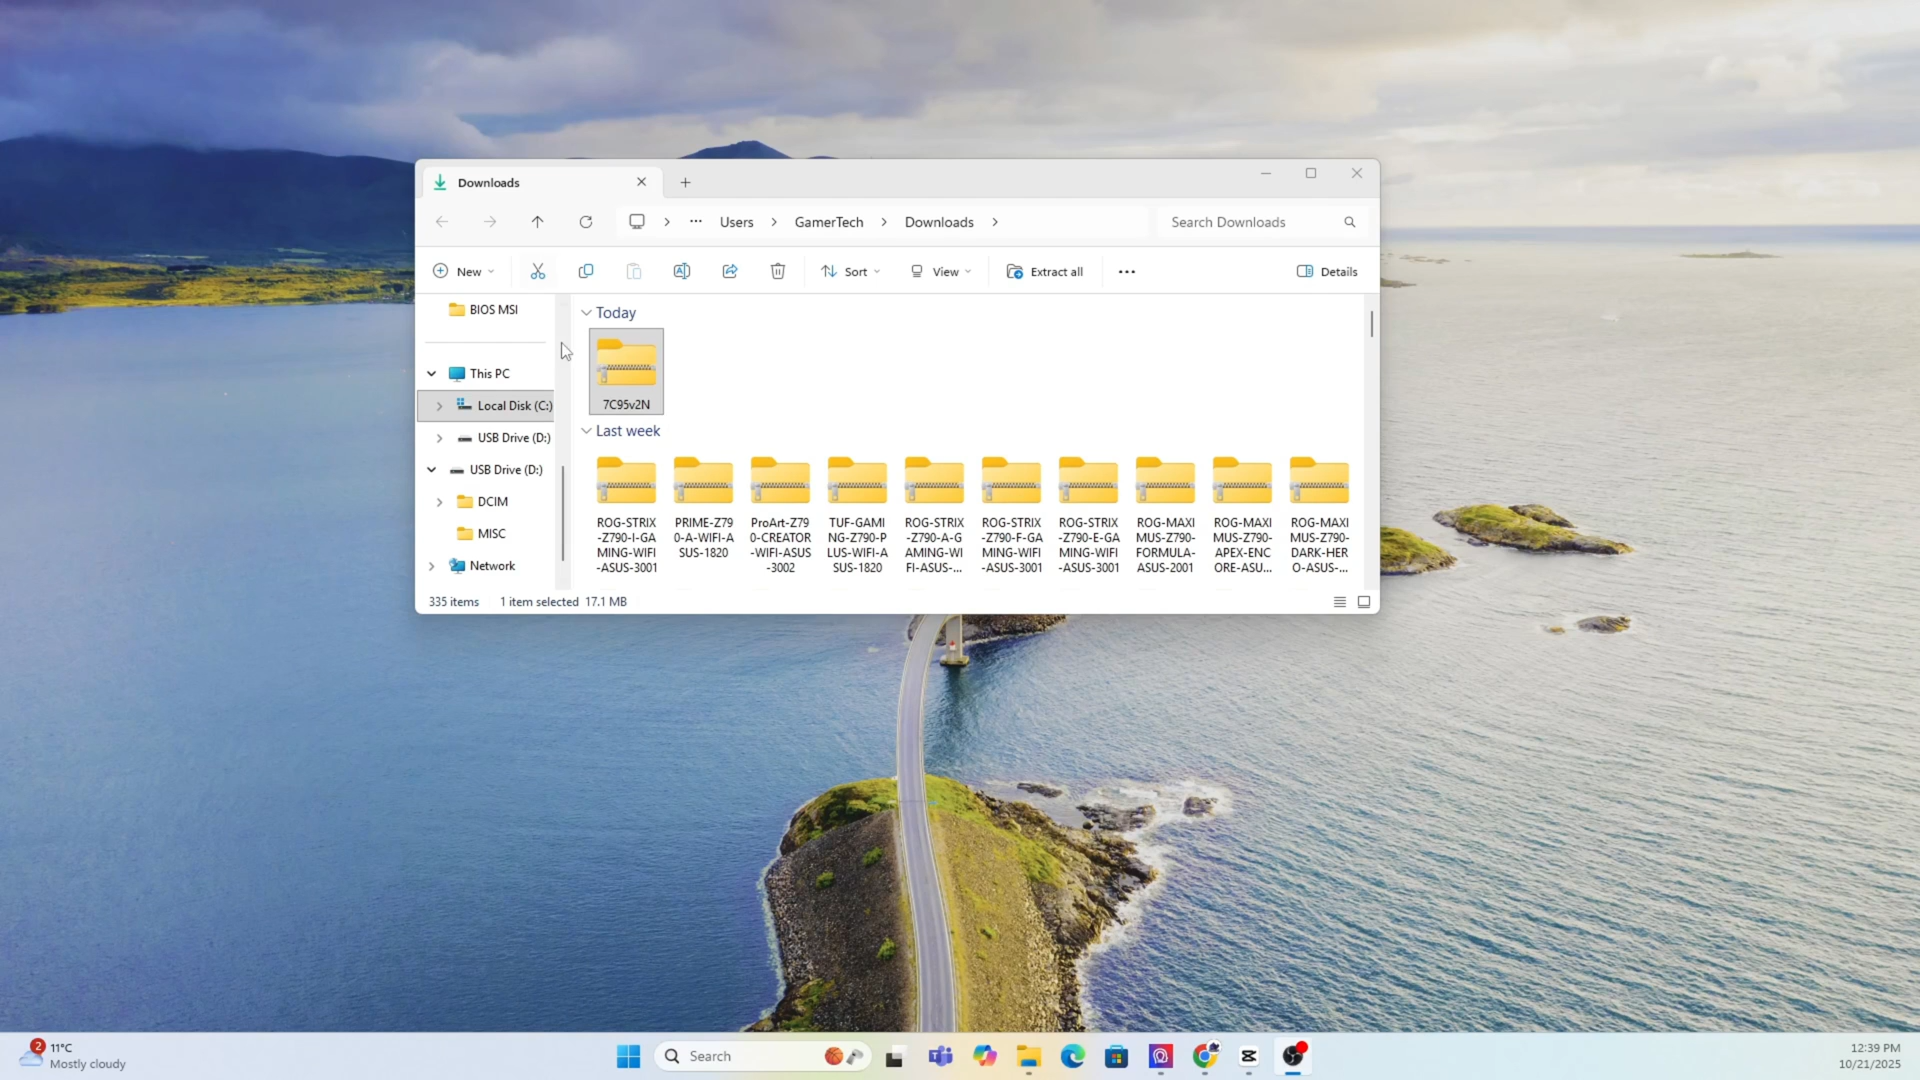 Downloads
Users
GamerTech
Downloads
Search Downloads
New
Sort
View
Extract all
Details
BIOS MSI
This PC
Local Disk (C:)
USB Drive (D:)
USB Drive (D:)
DCIM
MISC
Network
Today
7C95v2N
Last week
ROG-STRIX
-Z790-I-GA
MING-WIFI
-ASUS-3001
PRIME-Z79
0-A-WIFI-A
SUS-1820
ProArt-Z79
0-CREATOR
-WIFI-ASUS
-3002
TUF-GAMI
NG-Z790-P
LUS-WIFI-A
SUS-1820
ROG-STRIX
-Z790-A-G
AMING-WI
FI-ASUS-...
ROG-STRIX
-Z790-F-GA
MING-WIFI
-ASUS-3001
ROG-STRIX
-Z790-E-GA
MING-WIFI
-ASUS-3001
ROG-MAXI
MUS-Z790-
FORMULA-
ASUS-2001
ROG-MAXI
MUS-Z790-
APEX-ENC
ORE-ASU...
ROG-MAXI
MUS-Z790-
DARK-HER
O-ASUS-...
335 items
1 item selected 17.1 MB
2
11°C
Mostly cloudy
Search
12:39 PM
10/21/2025